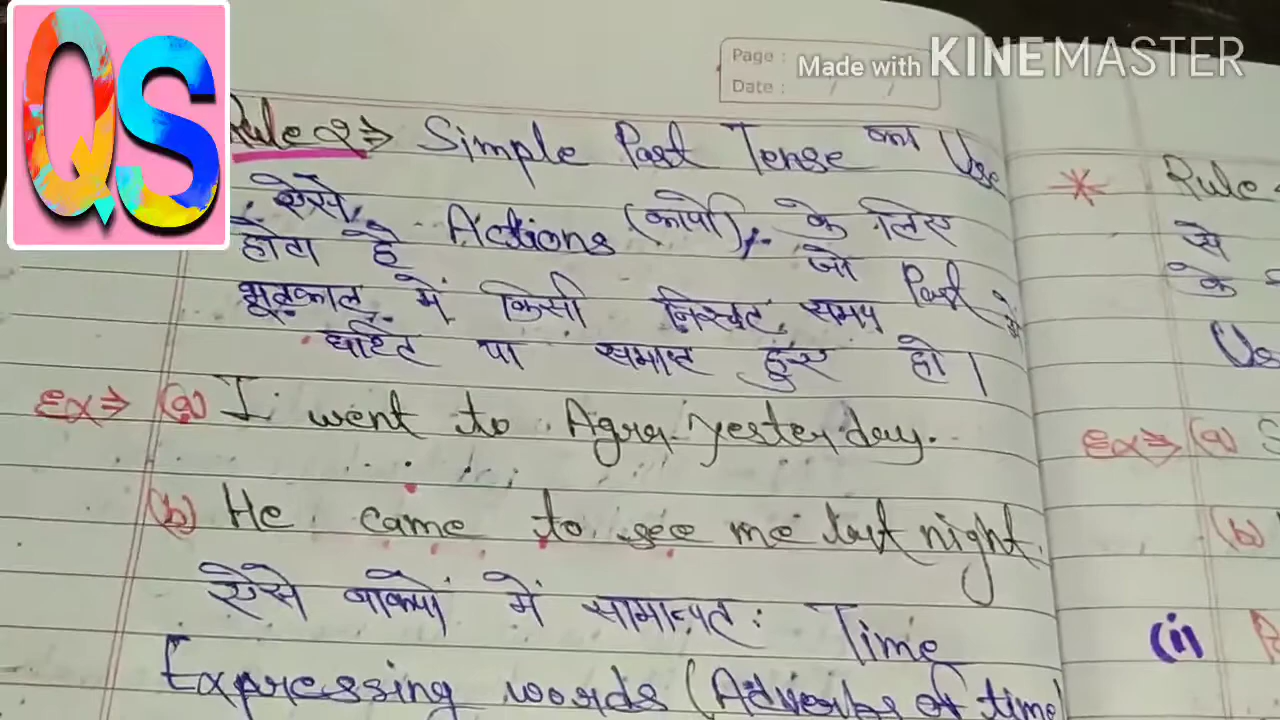 QS
Page :
Date : / /
Made with KINEMASTER
Rule 2⇒ Simple Past Tense का Use
ऐसे Actions (कार्यो) के लिए
होता है जो Past में
भूतकाल में किसी निश्चत समय
घटित या समाप्त हुए हो।
Ex⇒ (a) I went to Agra yesterday.
(b) He came to see me last night.
ऐसे वाक्यों में सामान्यत: Time
Expressing words (Adverbs of time
* Rule
से
के
Us
Ex⇒ (a) S
(b)
(i)